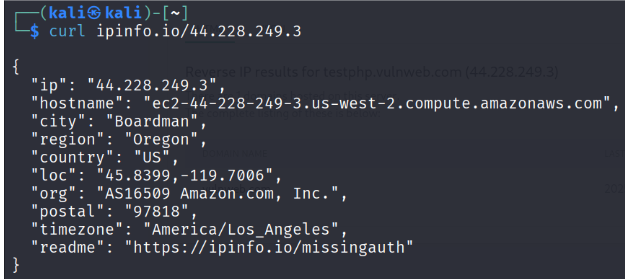 ┌──(kali㉿kali)-[~]
└─$ curl ipinfo.io/44.228.249.3
{
  "ip": "44.228.249.3",
  "hostname": "ec2-44-228-249-3.us-west-2.compute.amazonaws.com",
  "city": "Boardman",
  "region": "Oregon",
  "country": "US",
  "loc": "45.8399,-119.7006",
  "org": "AS16509 Amazon.com, Inc.",
  "postal": "97818",
  "timezone": "America/Los_Angeles",
  "readme": "https://ipinfo.io/missingauth"
}
Reverse IP results for testphp.vulnweb.com (44.228.249.3)